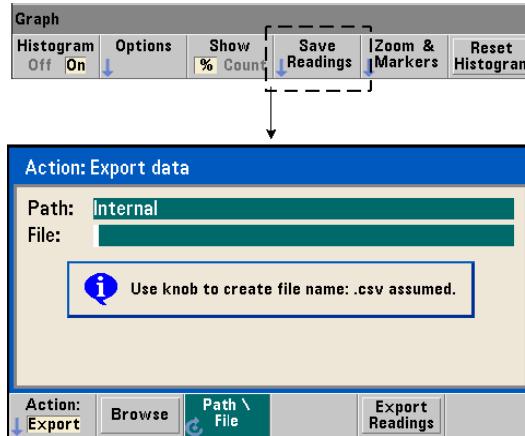 Graph
Histogram Options Show Save Zoom & Reset
Off On % Count Readings Markers Histogram
Action: Export data
Path: Internal
File:
i Use knob to create file name: .csv assumed.
Action: Browse Path \ Export
Export File Readings